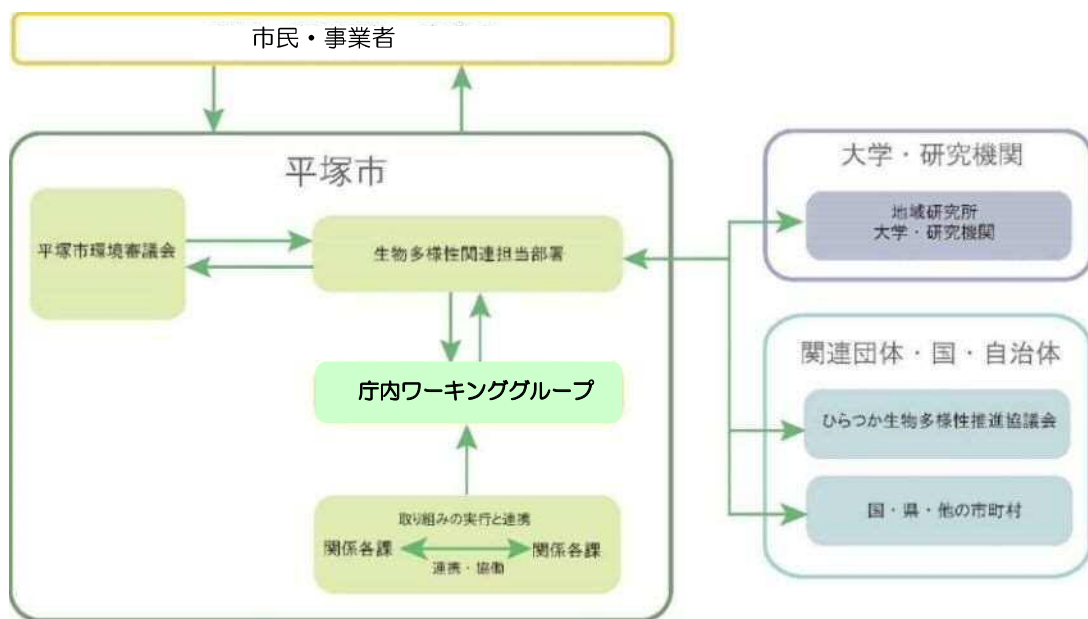 市民・事業者
平塚市
平塚市環境審議会
生物多様性関連担当部署
庁内ワーキンググループ
取り組みの実行と連携
関係各課
関係各課
連携・協働
大学・研究機関
地域研究所
大学・研究機関
関連団体・国・自治体
ひらつか生物多様性推進協議会
国・県・他の市町村